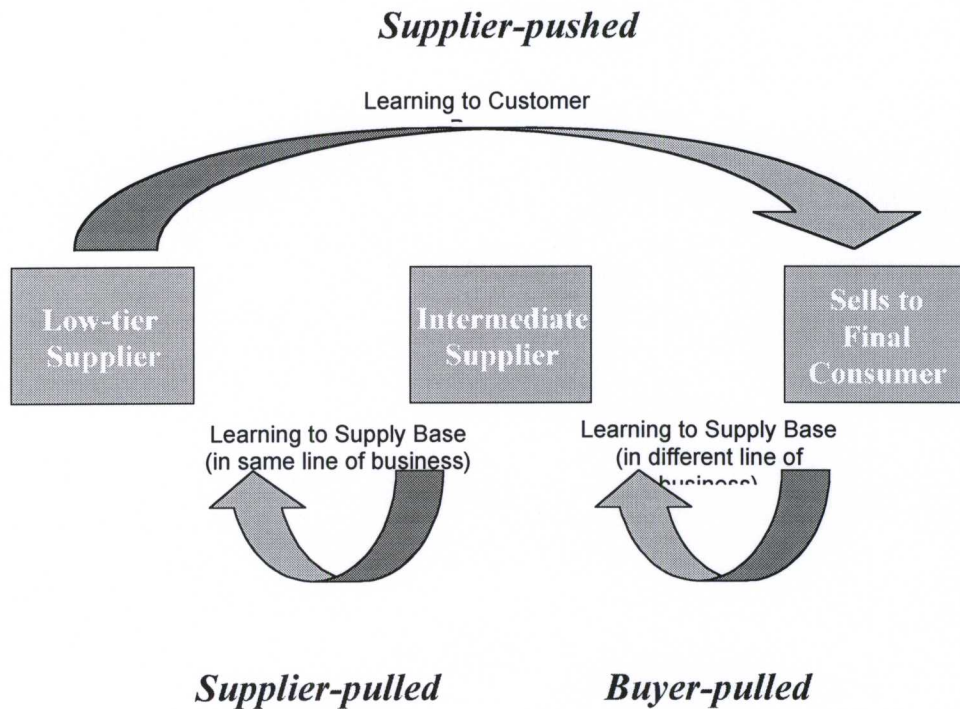 Supplier-pushed
Learning to Customer
Low-tier
Supplier
Intermediate
Supplier
Sells to
Final
Consumer
Learning to Supply Base
(in same line of business)
Learning to Supply Base
(in different line of
business)
Supplier-pulled
Buyer-pulled